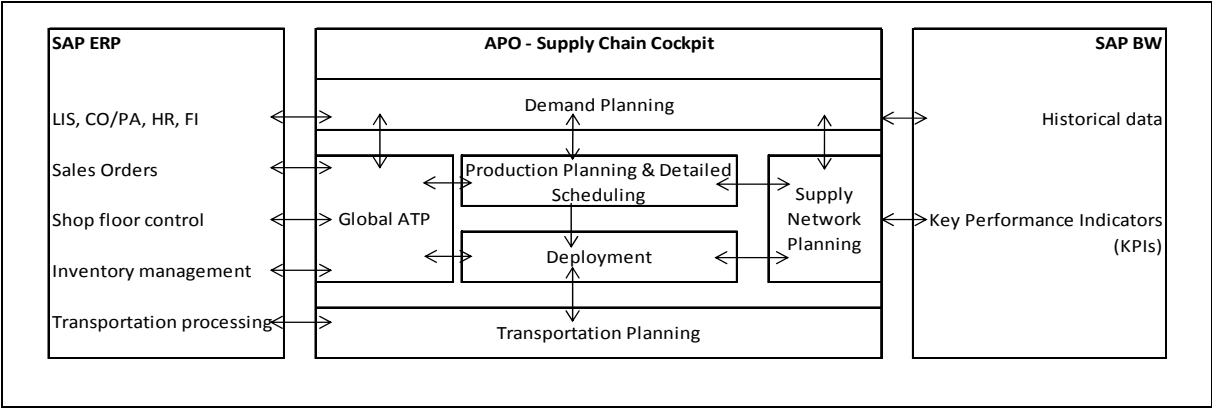 SAP ERP
LIS, CO/PA, HR, FI
Sales Orders
Shop floor control
Inventory management
Transportation processing
APO - Supply Chain Cockpit
Demand Planning
Global ATP
Production Planning & Detailed
Scheduling
Deployment
Supply
Network
Planning
Transportation Planning
SAP BW
Historical data
Key Performance Indicators
(KPIs)